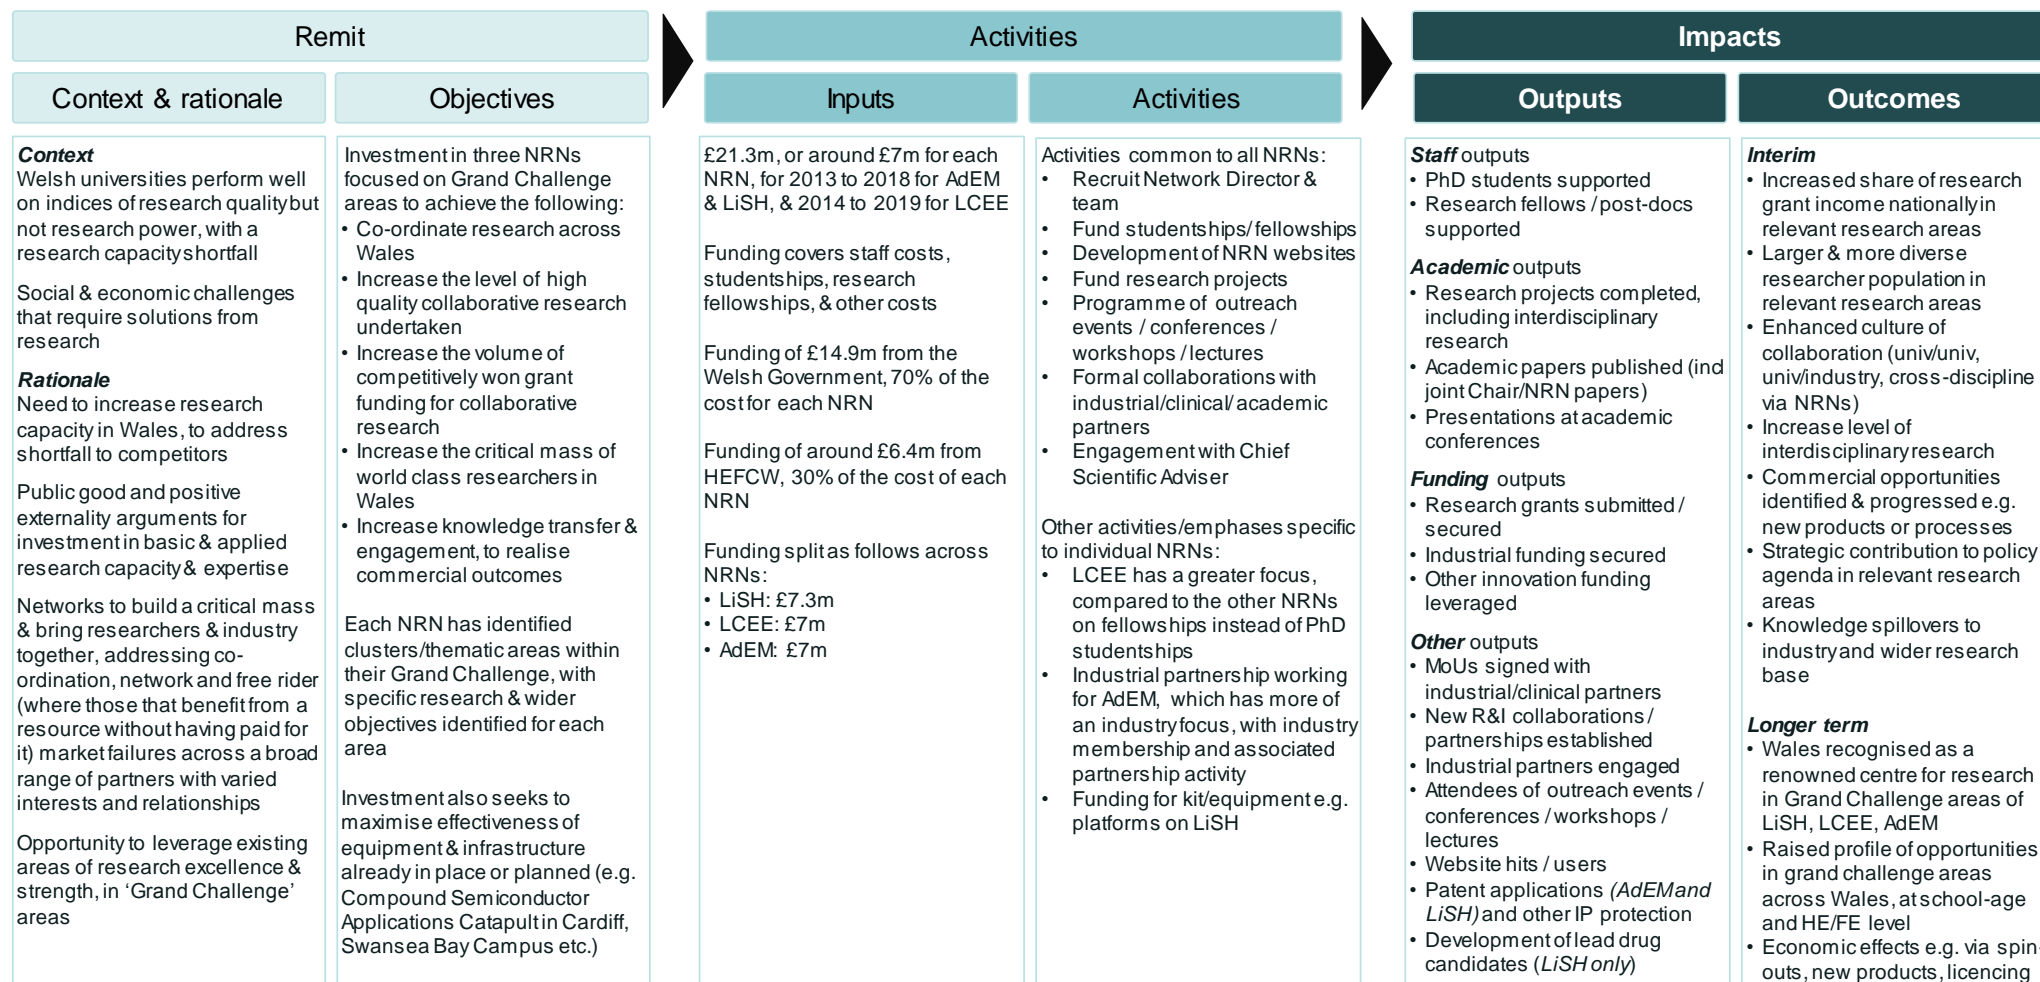 Remit
Activities
Impacts
Context & rationale
Objectives
Inputs
Activities
Outputs
Outcomes
Context
Welsh universities perform well
on indices of research quality but
not research power, with a
research capacity shortfall
Social & economic challenges
that require solutions from
research
Rationale
Need to increase research
capacity in Wales, to address
shortfall to competitors
Public good and positive
externality arguments for
investment in basic & applied
research capacity & expertise
Networks to build a critical mass
& bring researchers & industry
together, addressing co-
ordination, network and free rider
(where those that benefit from a
resource without having paid for
it) market failures across a broad
range of partners with varied
interests and relationships
Opportunity to leverage existing
areas of research excellence &
strength, in ‘Grand Challenge’
areas
Investment in three NRNs
focused on Grand Challenge
areas to achieve the following:
• Co-ordinate research across
Wales
• Increase the level of high
quality collaborative research
undertaken
• Increase the volume of
competitively won grant
funding for collaborative
research
• Increase the critical mass of
world class researchers in
Wales
• Increase knowledge transfer &
engagement, to realise
commercial outcomes
Each NRN has identified
clusters/thematic areas within
their Grand Challenge, with
specific research & wider
objectives identified for each
area
Investment also seeks to
maximise effectiveness of
equipment & infrastructure
already in place or planned (e.g.
Compound Semiconductor
Applications Catapult in Cardiff,
Swansea Bay Campus etc.)
£21.3m, or around £7m for each
NRN, for 2013 to 2018 for AdEM
& LiSH, & 2014 to 2019 for LCEE
Funding covers staff costs,
studentships, research
fellowships, & other costs
Funding of £14.9m from the
Welsh Government, 70% of the
cost for each NRN
Funding of around £6.4m from
HEFCW, 30% of the cost of each
NRN
Funding split as follows across
NRNs:
• LiSH: £7.3m
• LCEE: £7m
• AdEM: £7m
Activities common to all NRNs:
• Recruit Network Director &
team
• Fund studentships/fellowships
• Development of NRN websites
• Fund research projects
• Programme of outreach
events / conferences /
workshops / lectures
• Formal collaborations with
industrial/clinical/academic
partners
• Engagement with Chief
Scientific Adviser
Other activities/emphases specific
to individual NRNs:
• LCEE has a greater focus,
compared to the other NRNs
on fellowships instead of PhD
studentships
• Industrial partnership working
for AdEM, which has more of
an industry focus, with industry
membership and associated
partnership activity
• Funding for kit/equipment e.g.
platforms on LiSH
Staff outputs
• PhD students supported
• Research fellows / post-docs
supported
Academic outputs
• Research projects completed,
including interdisciplinary
research
• Academic papers published (incl
joint Chair/NRN papers)
• Presentations at academic
conferences
Funding outputs
• Research grants submitted /
secured
• Industrial funding secured
• Other innovation funding
leveraged
Other outputs
• MoUs signed with
industrial/clinical partners
• New R&I collaborations /
partnerships established
• Industrial partners engaged
• Attendees of outreach events /
conferences / workshops /
lectures
• Website hits / users
• Patent applications (AdEM and
LiSH) and other IP protection
• Development of lead drug
candidates (LiSH only)
Interim
• Increased share of research
grant income nationally in
relevant research areas
• Larger & more diverse
researcher population in
relevant research areas
• Enhanced culture of
collaboration (univ/univ,
univ/industry, cross-discipline
via NRNs)
• Increase level of
interdisciplinary research
• Commercial opportunities
identified & progressed e.g.
new products or processes
• Strategic contribution to policy
agenda in relevant research
areas
• Knowledge spillovers to
industry and wider research
base
Longer term
• Wales recognised as a
renowned centre for research
in Grand Challenge areas of
LiSH, LCEE, AdEM
• Raised profile of opportunities
in grand challenge areas
across Wales, at school-age
and HE/FE level
• Economic effects e.g. via spin-
outs, new products, licencing